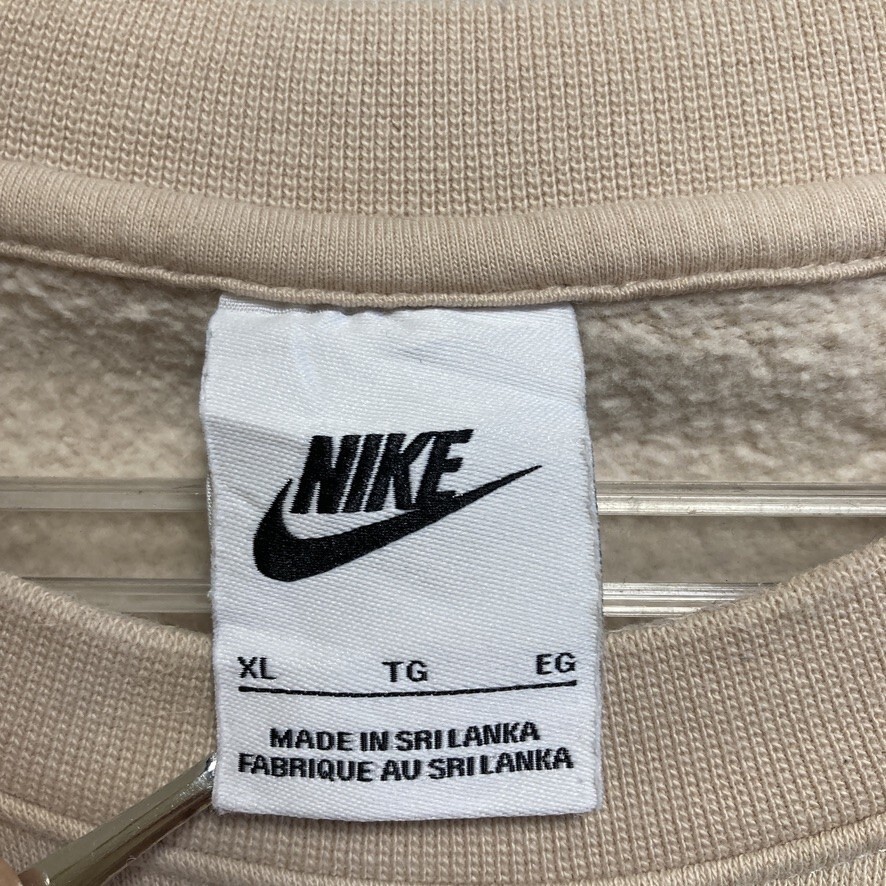 NIKE
XL TG EG
MADE IN SRI LANKA
FABRIQUE AU SRI LANKA